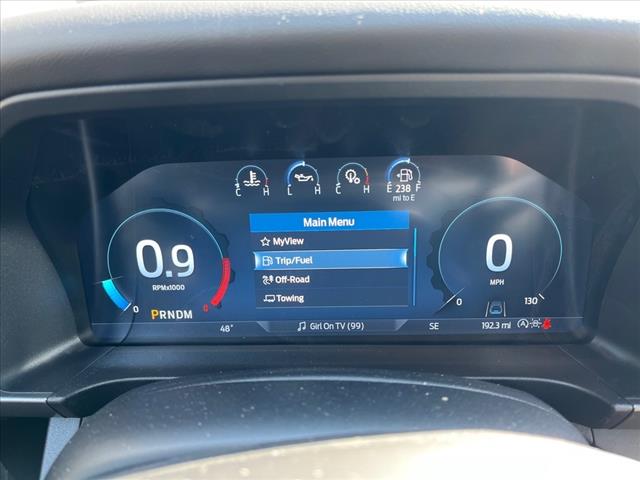 C H
L H
C H
E 238 F
mi to E
Main Menu
MyView
Trip/Fuel
Off-Road
Towing
0.9
RPMx1000
0 0
0
MPH
0 130
PRNDM
48°
Girl On TV (99)
SE
192.3 mi